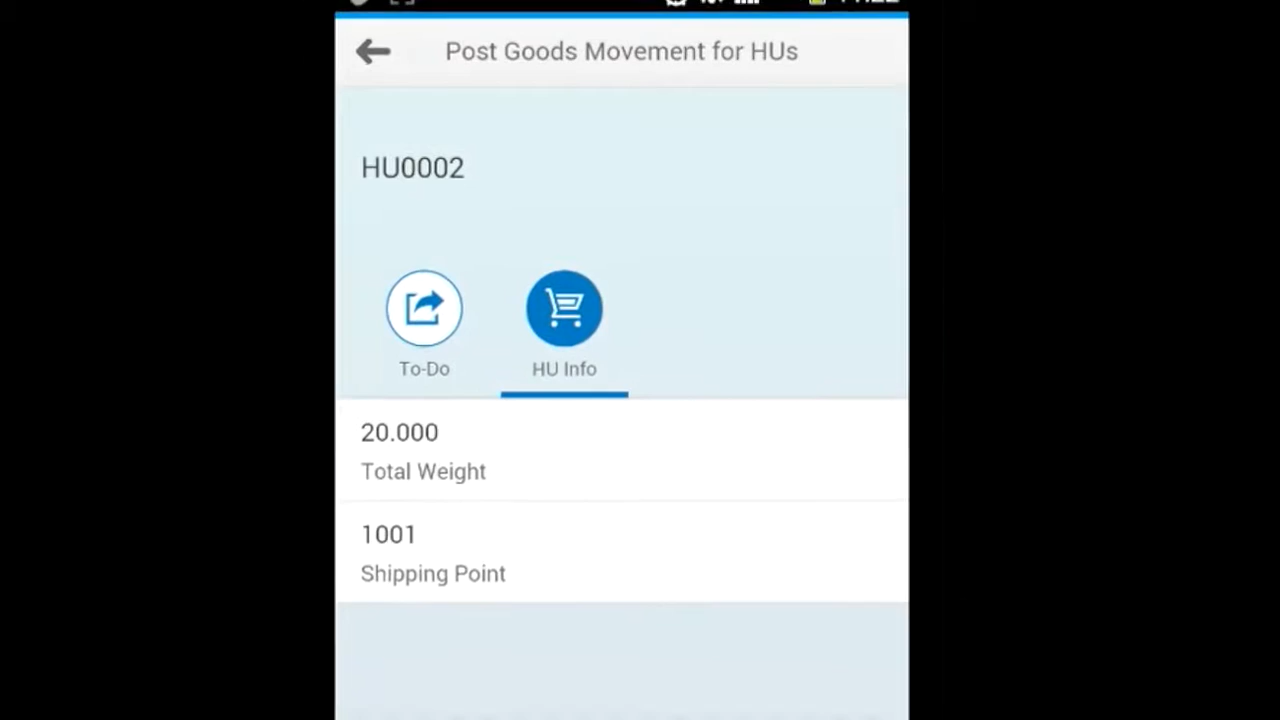 Post Goods Movement for HUs
HU0002
To-Do
HU Info
20.000
Total Weight
1001
Shipping Point